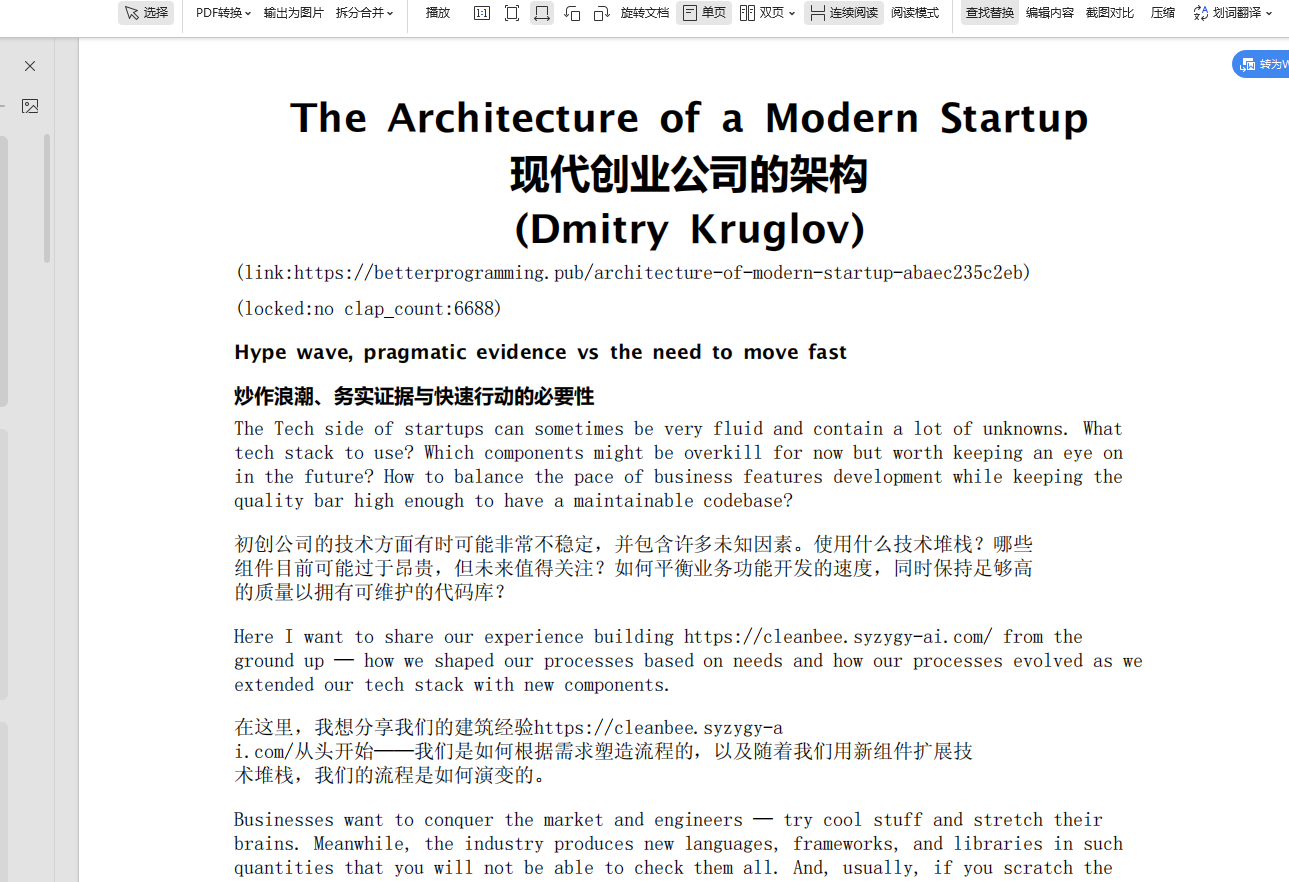 选择 PDF转换 输出为图片 拆分合并 播放 1:1 旋转文档 单页 双页 连续阅读 阅读模式 查找替换 编辑内容 截图对比 压缩 划词翻译
转为W
The Architecture of a Modern Startup
现代创业公司的架构
(Dmitry Kruglov)
(link:https://betterprogramming.pub/architecture-of-modern-startup-abaec235c2eb)
(locked:no clap_count:6688)
Hype wave, pragmatic evidence vs the need to move fast
炒作浪潮、务实证据与快速行动的必要性
The Tech side of startups can sometimes be very fluid and contain a lot of unknowns. What
tech stack to use? Which components might be overkill for now but worth keeping an eye on
in the future? How to balance the pace of business features development while keeping the
quality bar high enough to have a maintainable codebase?
初创公司的技术方面有时可能非常不稳定，并包含许多未知因素。使用什么技术堆栈？哪些
组件目前可能过于昂贵，但未来值得关注？如何平衡业务功能开发的速度，同时保持足够高
的质量以拥有可维护的代码库？
Here I want to share our experience building https://cleanbee.syzygy-ai.com/ from the
ground up — how we shaped our processes based on needs and how our processes evolved as we
extended our tech stack with new components.
在这里，我想分享我们的建筑经验https://cleanbee.syzygy-a
i.com/从头开始——我们是如何根据需求塑造流程的，以及随着我们用新组件扩展技
术堆栈，我们的流程是如何演变的。
Businesses want to conquer the market and engineers — try cool stuff and stretch their
brains. Meanwhile, the industry produces new languages, frameworks, and libraries in such
quantities that you will not be able to check them all. And, usually, if you scratch the